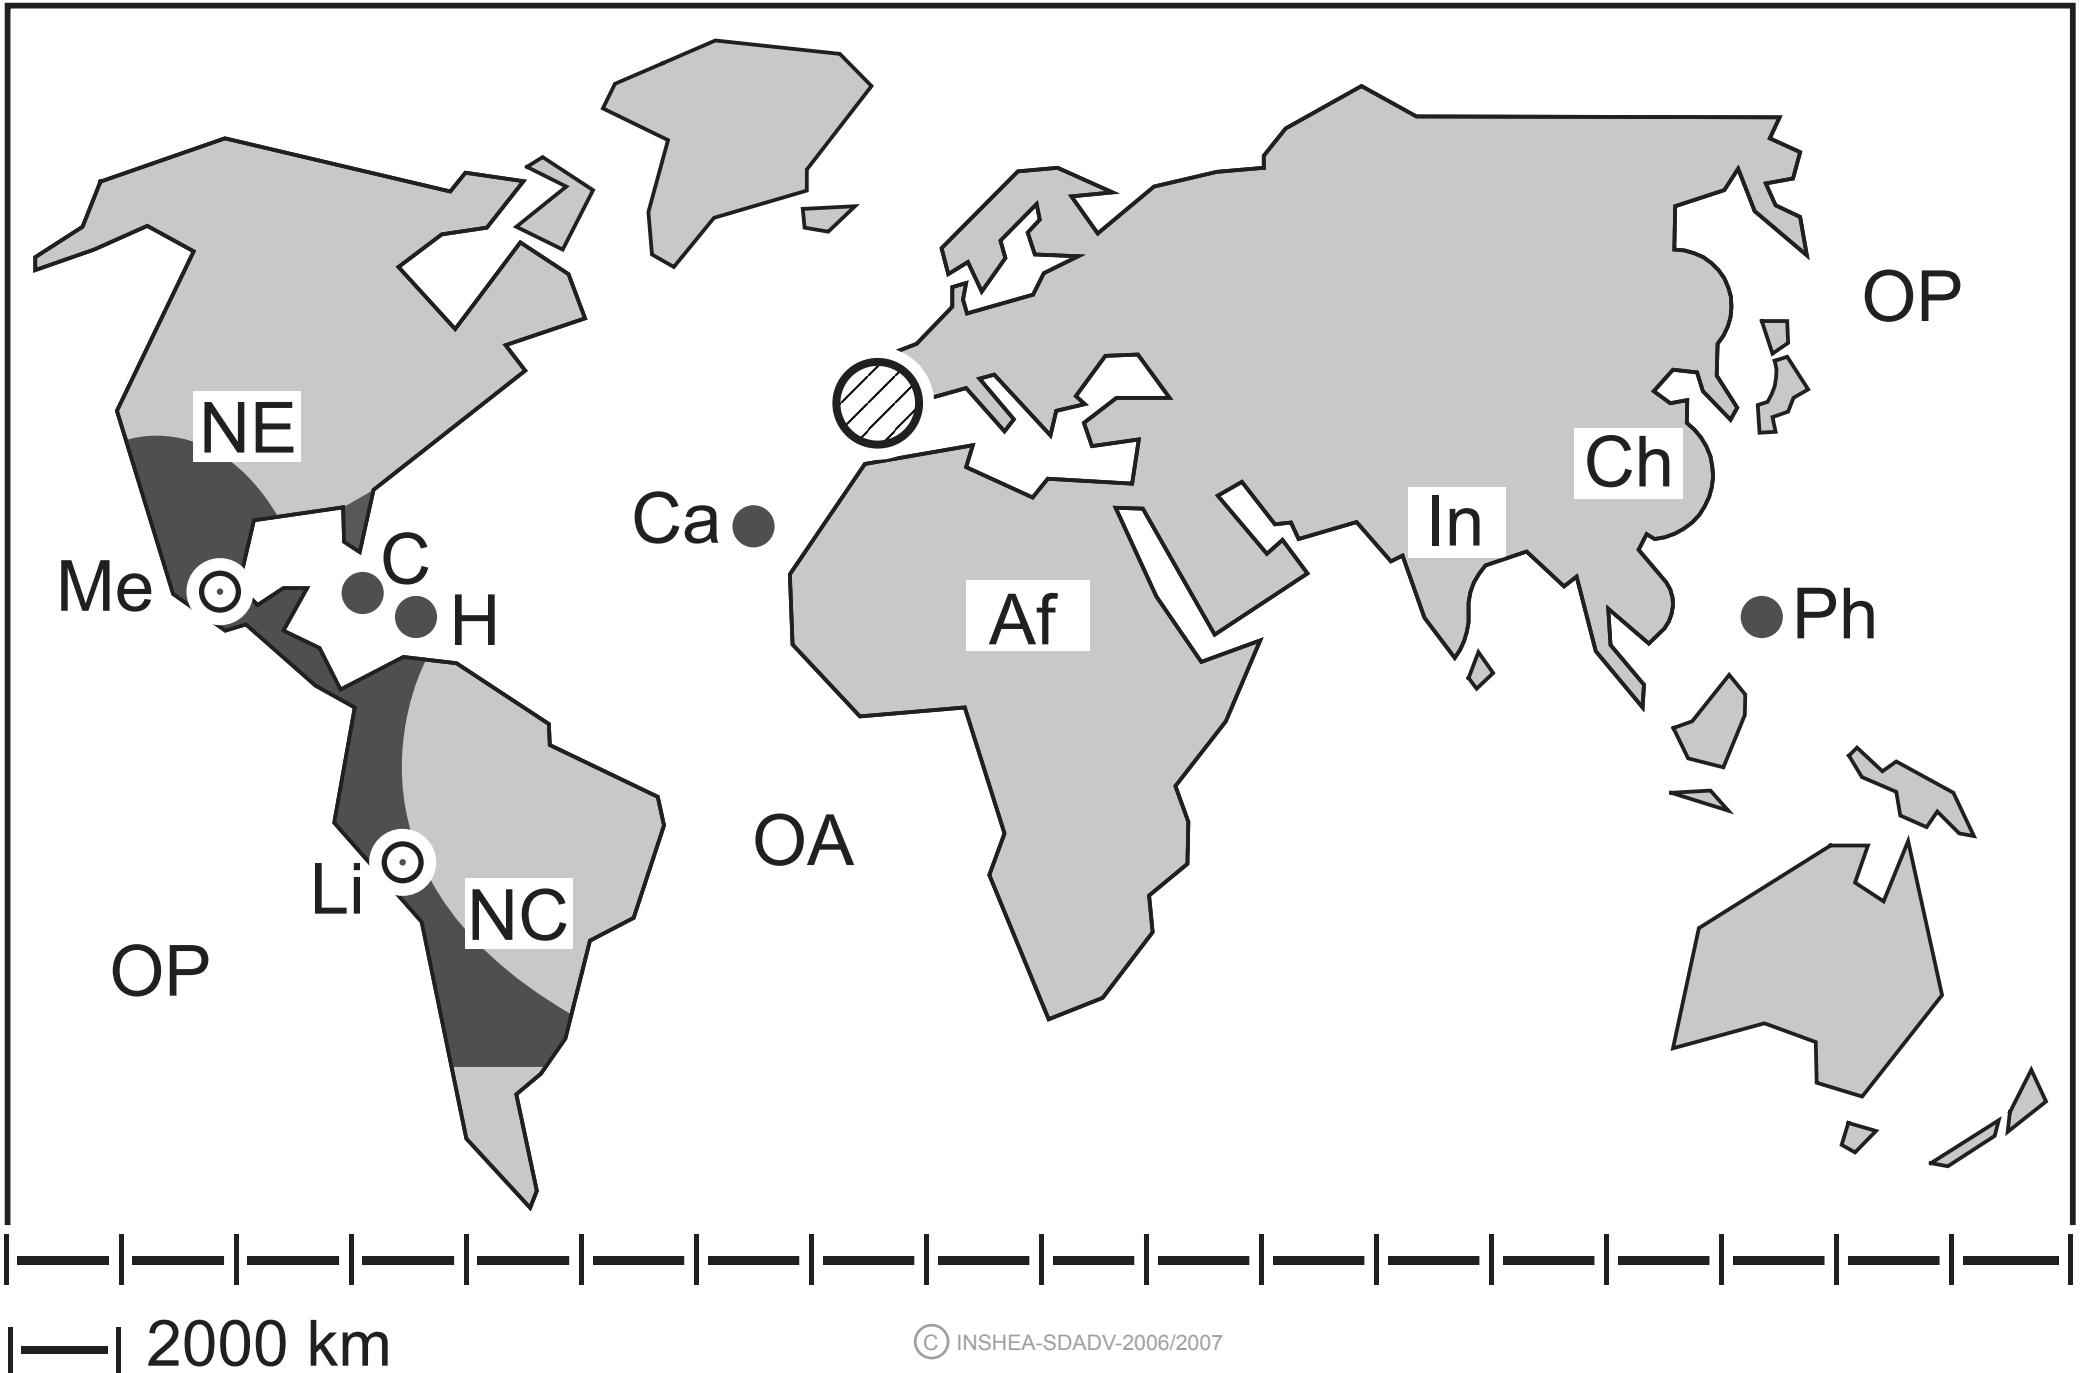 OP
NE
Ch
Ca
In
C
Me
Af
H
Ph
OA
Li
NC
OP
2000 km
© INSHEA-SDADV-2006/2007